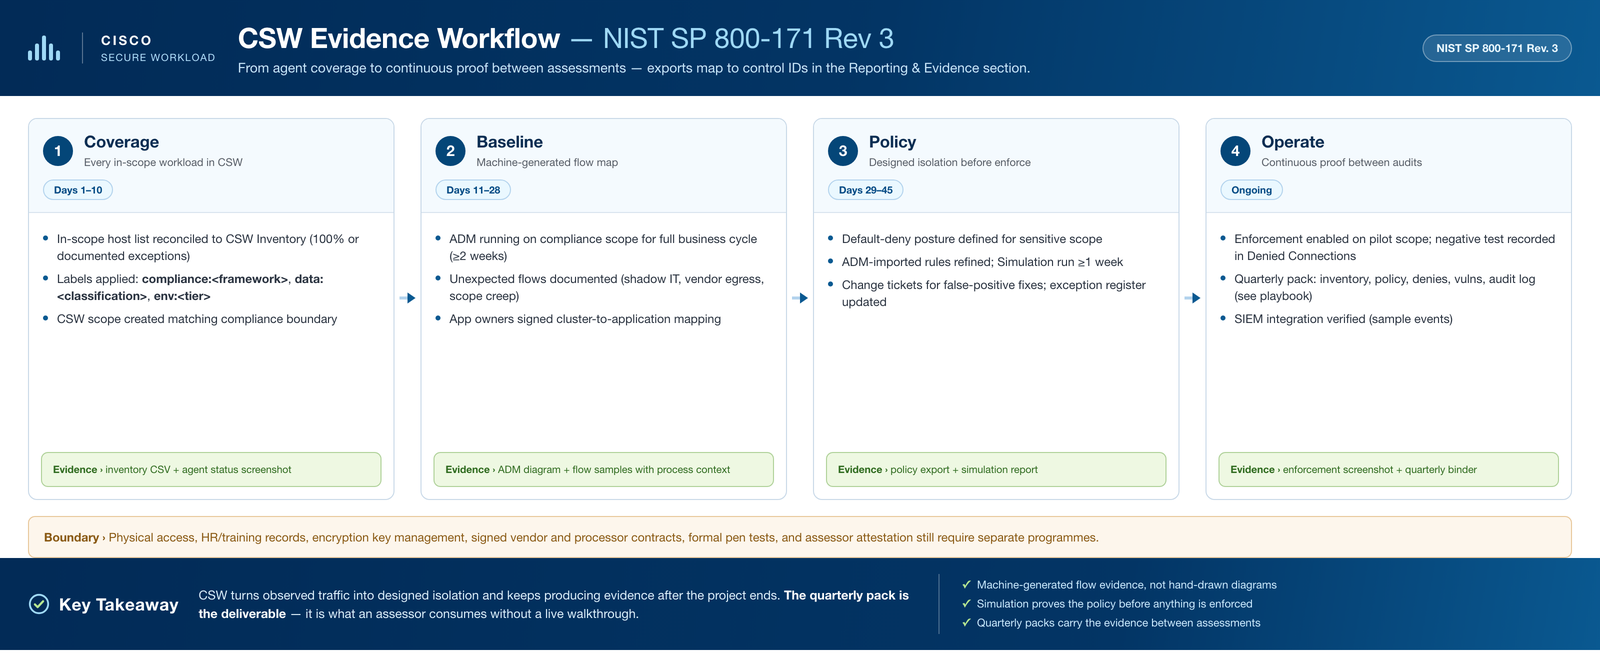 CISCO
SECURE WORKLOAD
CSW Evidence Workflow — NIST SP 800-171 Rev 3
From agent coverage to continuous proof between assessments — exports map to control IDs in the Reporting & Evidence section.
NIST SP 800-171 Rev. 3
1
Coverage
Every in-scope workload in CSW
Days 1–10
• In-scope host list reconciled to CSW Inventory (100% or
documented exceptions)
• Labels applied: compliance:<framework>, data:
<classification>, env:<tier>
• CSW scope created matching compliance boundary
Evidence › inventory CSV + agent status screenshot
2
Baseline
Machine-generated flow map
Days 11–28
• ADM running on compliance scope for full business cycle
(≥2 weeks)
• Unexpected flows documented (shadow IT, vendor egress,
scope creep)
• App owners signed cluster-to-application mapping
Evidence › ADM diagram + flow samples with process context
3
Policy
Designed isolation before enforce
Days 29–45
• Default-deny posture defined for sensitive scope
• ADM-imported rules refined; Simulation run ≥1 week
• Change tickets for false-positive fixes; exception register
updated
Evidence › policy export + simulation report
4
Operate
Continuous proof between audits
Ongoing
• Enforcement enabled on pilot scope; negative test recorded
in Denied Connections
• Quarterly pack: inventory, policy, denies, vulns, audit log
(see playbook)
• SIEM integration verified (sample events)
Evidence › enforcement screenshot + quarterly binder
Boundary › Physical access, HR/training records, encryption key management, signed vendor and processor contracts, formal pen tests, and assessor attestation still require separate programmes.
Key Takeaway
CSW turns observed traffic into designed isolation and keeps producing evidence after the project ends. The quarterly pack is
the deliverable — it is what an assessor consumes without a live walkthrough.
✓ Machine-generated flow evidence, not hand-drawn diagrams
✓ Simulation proves the policy before anything is enforced
✓ Quarterly packs carry the evidence between assessments